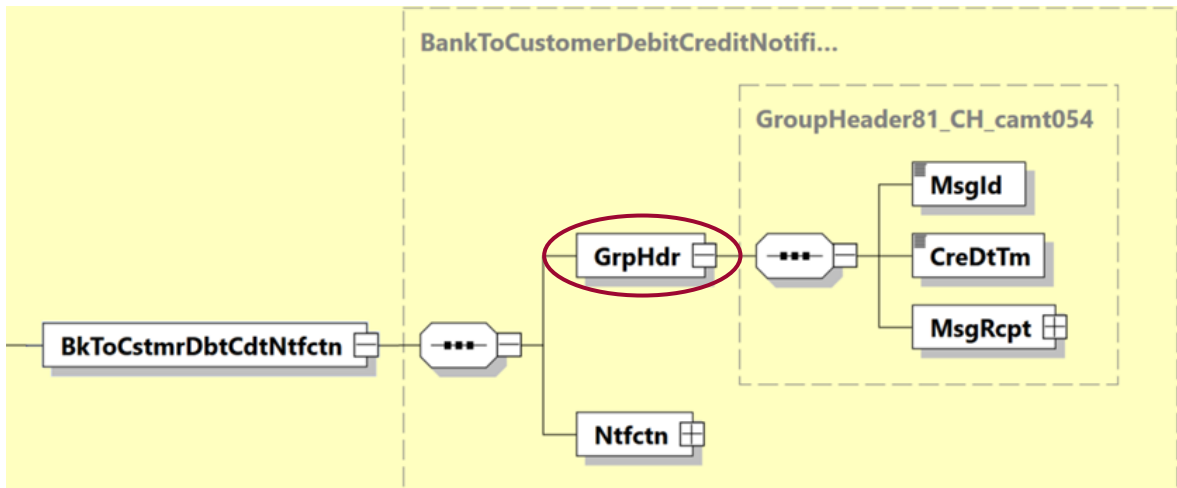 BankToCustomerDebitCreditNotifi...
GroupHeader81_CH_camt054
MsgId
GrpHdr
CreDtTm
MsgRcpt
BkToCstmrDbtCdtNtfctn
Ntfctn